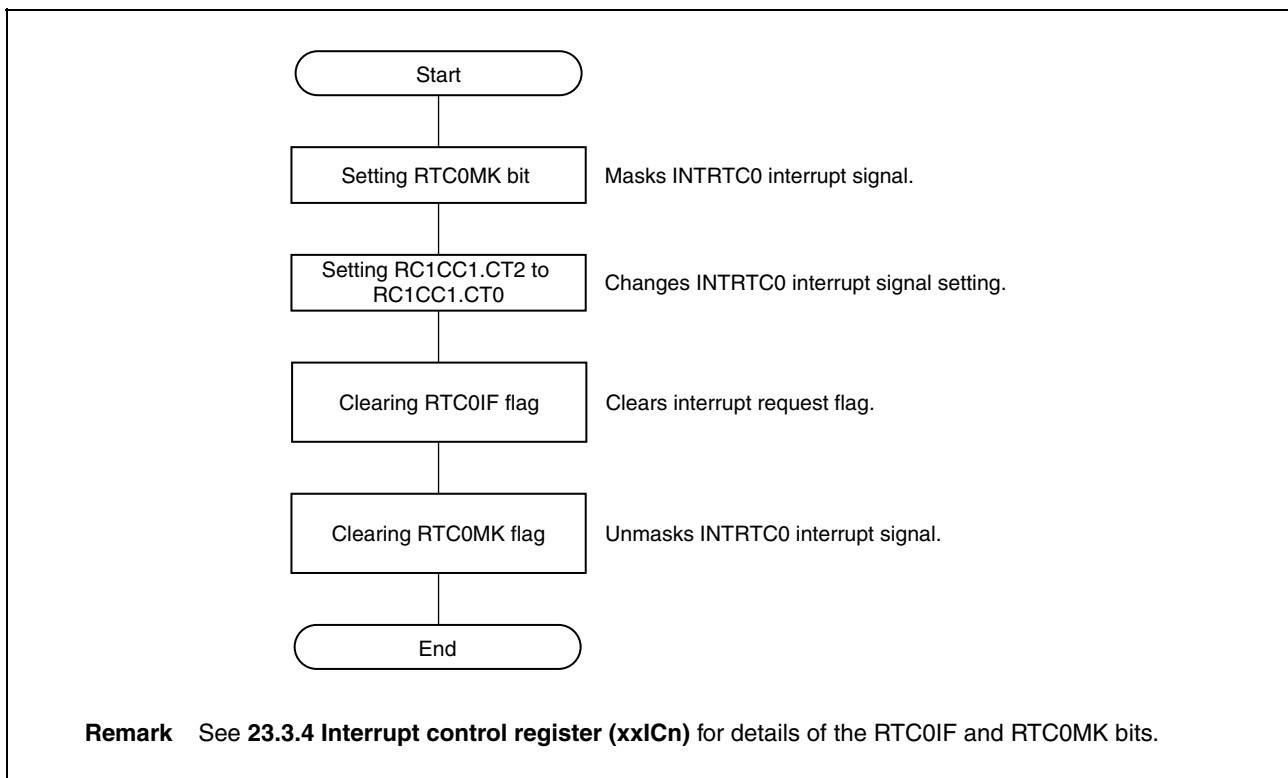 Start
Setting RTC0MK bit
Masks INTRTC0 interrupt signal.
Setting RC1CC1.CT2 to
RC1CC1.CT0
Changes INTRTC0 interrupt signal setting.
Clearing RTC0IF flag
Clears interrupt request flag.
Clearing RTC0MK flag
Unmasks INTRTC0 interrupt signal.
End
Remark See 23.3.4 Interrupt control register (xxICn) for details of the RTC0IF and RTC0MK bits.